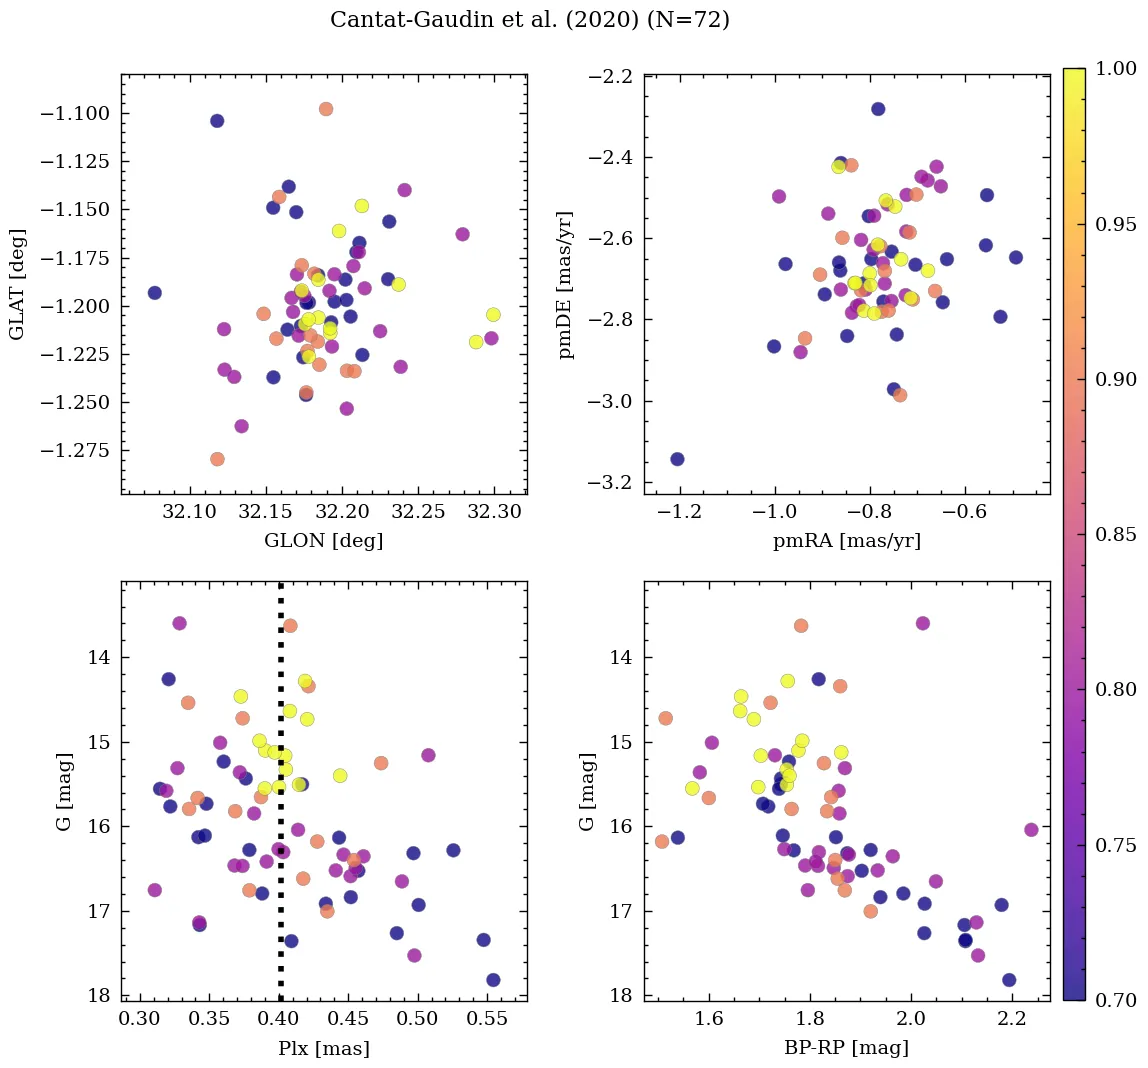 Cantat-Gaudin et al. (2020) (N=72)
−1.100
−1.125
−1.150
−1.175
−1.200
−1.225
−1.250
−1.275
GLAT [deg]
32.10 32.15 32.20 32.25 32.30
GLON [deg]
−2.2
−2.4
−2.6
−2.8
−3.0
−3.2
pmDE [mas/yr]
−1.2 −1.0 −0.8 −0.6
pmRA [mas/yr]
14
15
16
17
18
G [mag]
0.30 0.35 0.40 0.45 0.50 0.55
Plx [mas]
14
15
16
17
18
G [mag]
1.6 1.8 2.0 2.2
BP-RP [mag]
1.00
0.95
0.90
0.85
0.80
0.75
0.70